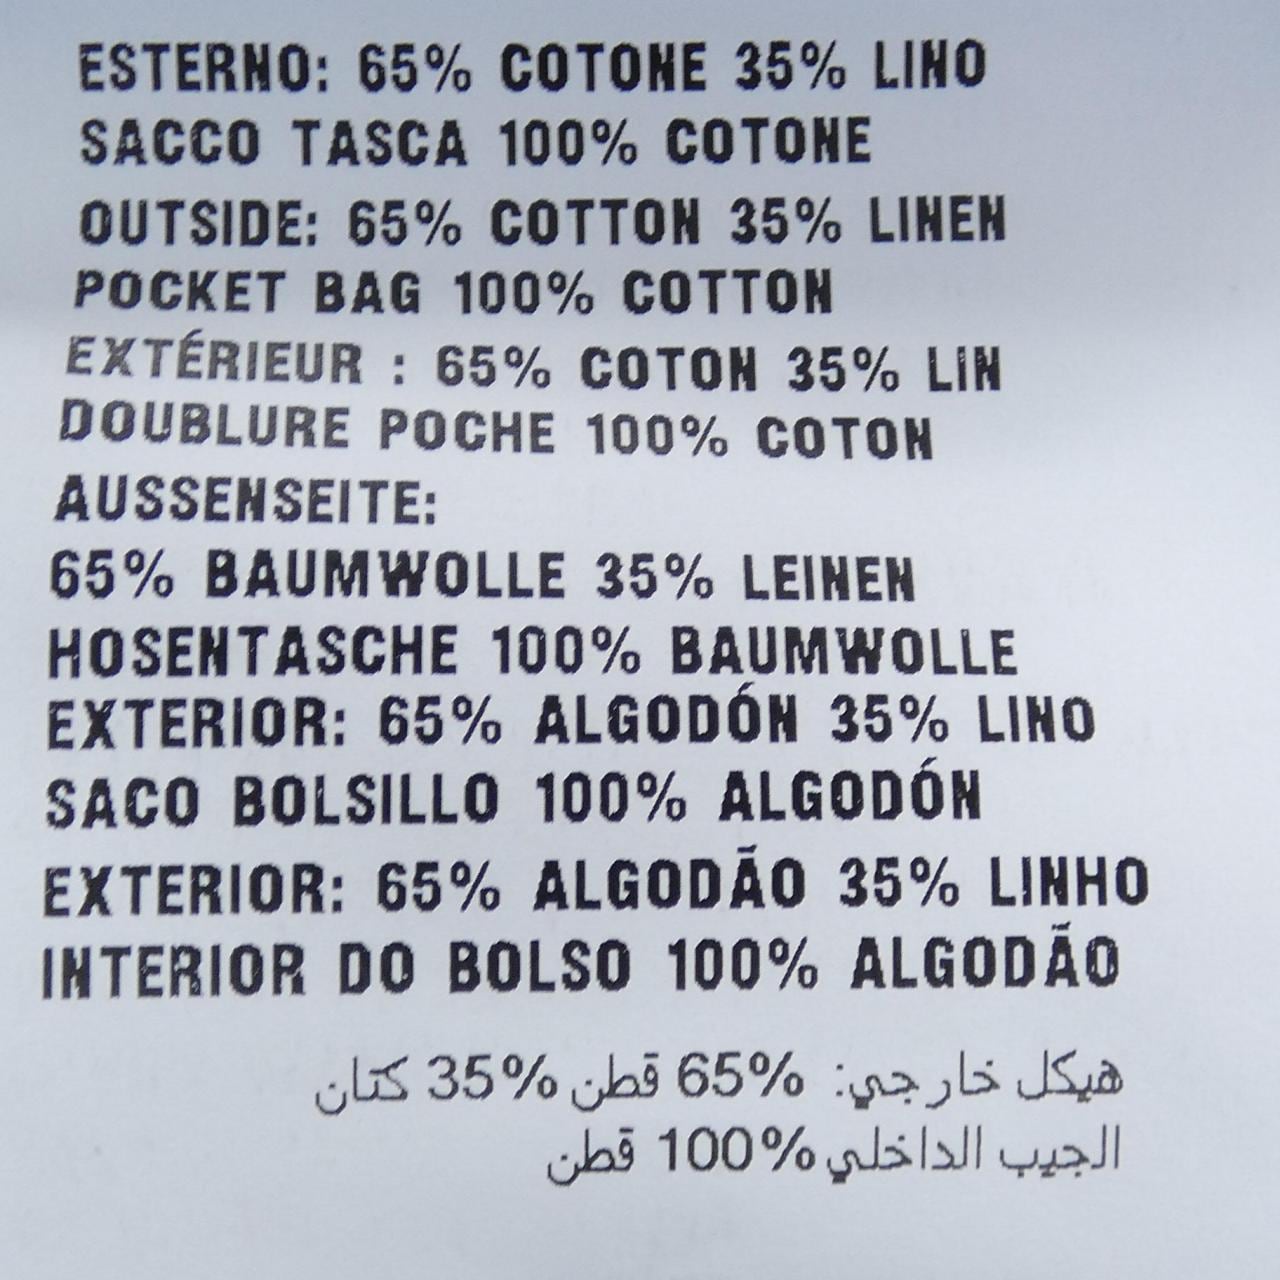 ESTERNO: 65% COTONE 35% LINO
SACCO TASCA 100% COTONE
OUTSIDE: 65% COTTON 35% LINEN
POCKET BAG 100% COTTON
EXTÉRIEUR : 65% COTON 35% LIN
DOUBLURE POCHE 100% COTON
AUSSENSEITE:
65% BAUMWOLLE 35% LEINEN
HOSENTASCHE 100% BAUMWOLLE
EXTERIOR: 65% ALGODÓN 35% LINO
SACO BOLSILLO 100% ALGODÓN
EXTERIOR: 65% ALGODÃO 35% LINHO
INTERIOR DO BOLSO 100% ALGODÃO
هيكل خارجي: 65% قطن 35% كتان
الجيب الداخلي 100% قطن